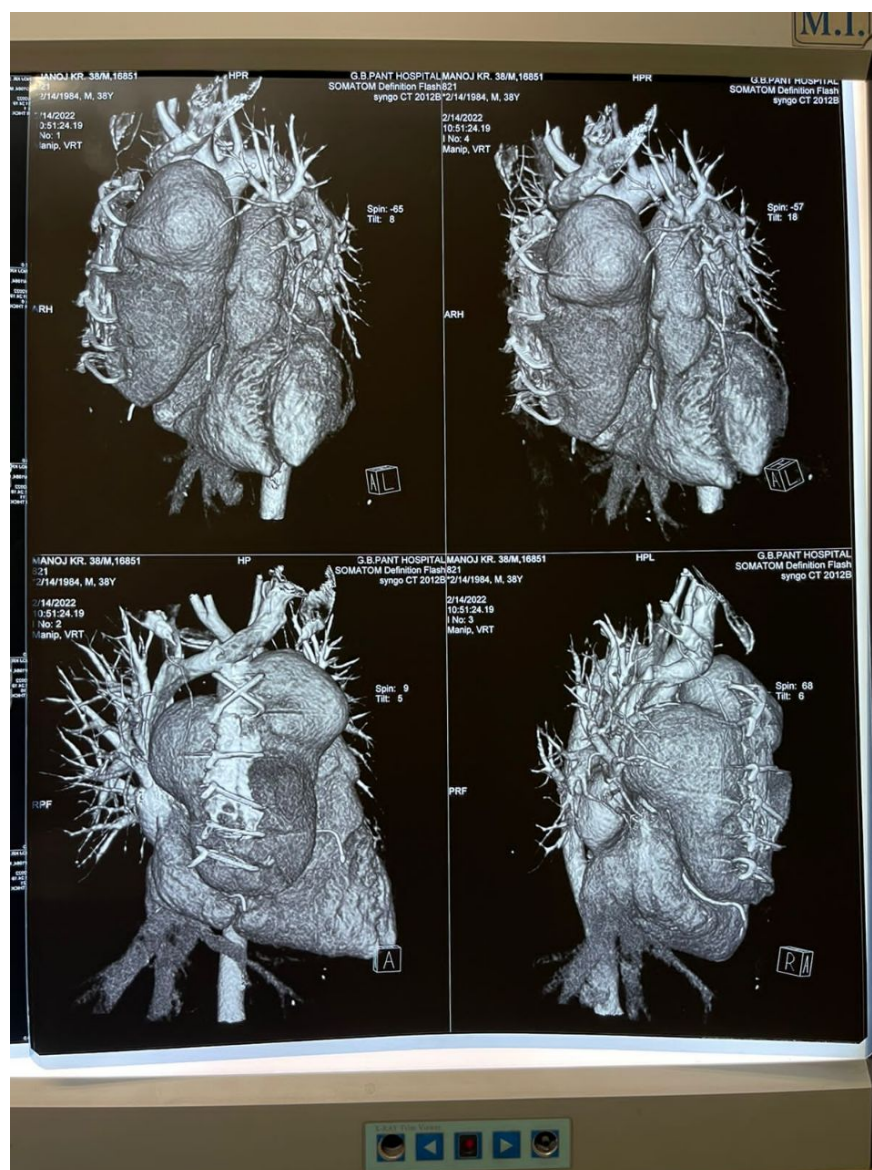 M.I.
MANOJ KR. 38/M,16851
821
2/14/1984, M, 38Y
2/14/2022
10:51:24.19
No: 1
Manip, VRT
HPR
G.B.PANT HOSPITAL
SOMATOM Definition Flash
syngo CT 2012B
Spin: -65
Tilt: 8
ARH
A L
MANOJ KR. 38/M,16851
821
*2/14/1984, M, 38Y
2/14/2022
10:51:24.19
I No: 4
Manip, VRT
HPR
G.B.PANT HOSPITAL
SOMATOM Definition Flash
syngo CT 2012B
Spin: -57
Tilt: 18
ARH
H
A L
MANOJ KR. 38/M,16851
821
*2/14/1984, M, 38Y
2/14/2022
10:51:24.19
I No: 2
Manip, VRT
HP
G.B.PANT HOSPITAL
SOMATOM Definition Flash
syngo CT 2012B
Spin: 9
Tilt: 5
RPF
A
MANOJ KR. 38/M,16851
821
*2/14/1984, M, 38Y
2/14/2022
10:51:24.19
I No: 3
Manip, VRT
HPL
G.B.PANT HOSPITAL
SOMATOM Definition Flash
syngo CT 2012B
Spin: 68
Tilt: 6
PRF
R A